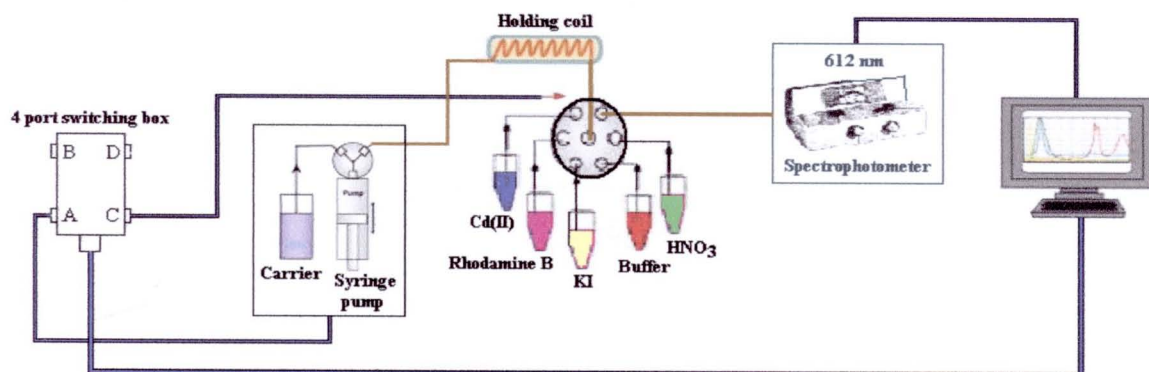 Holding coil
612 nm
4 port switching box
B D
A C
Pump
Spectrophotometer
Cd(II)
Rhodamine B
KI
Buffer
HNO3
Carrier
Syringe
pump